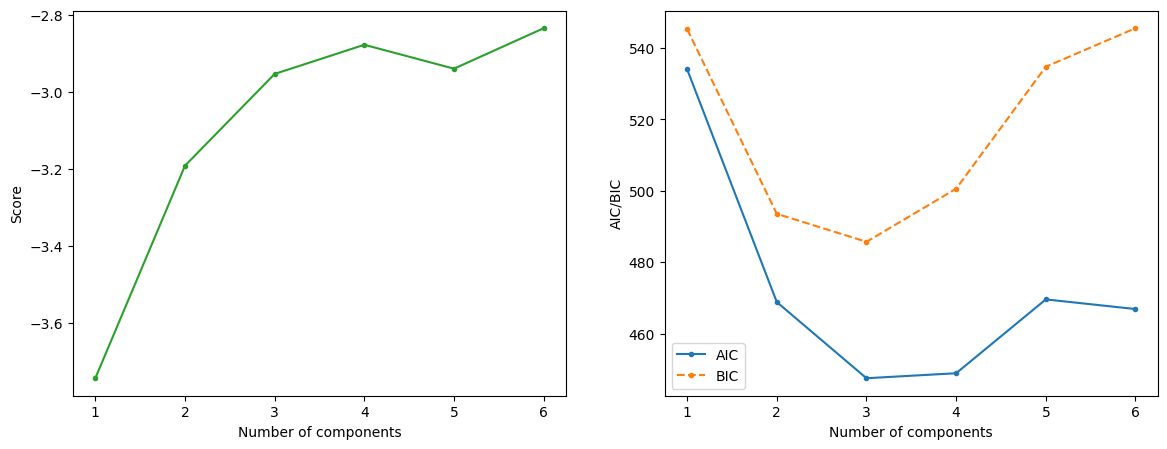 −2.8
−3.0
−3.2
−3.4
−3.6
Score
1 2 3 4 5 6
Number of components
540
520
500
480
460
AIC/BIC
AIC
BIC
1 2 3 4 5 6
Number of components